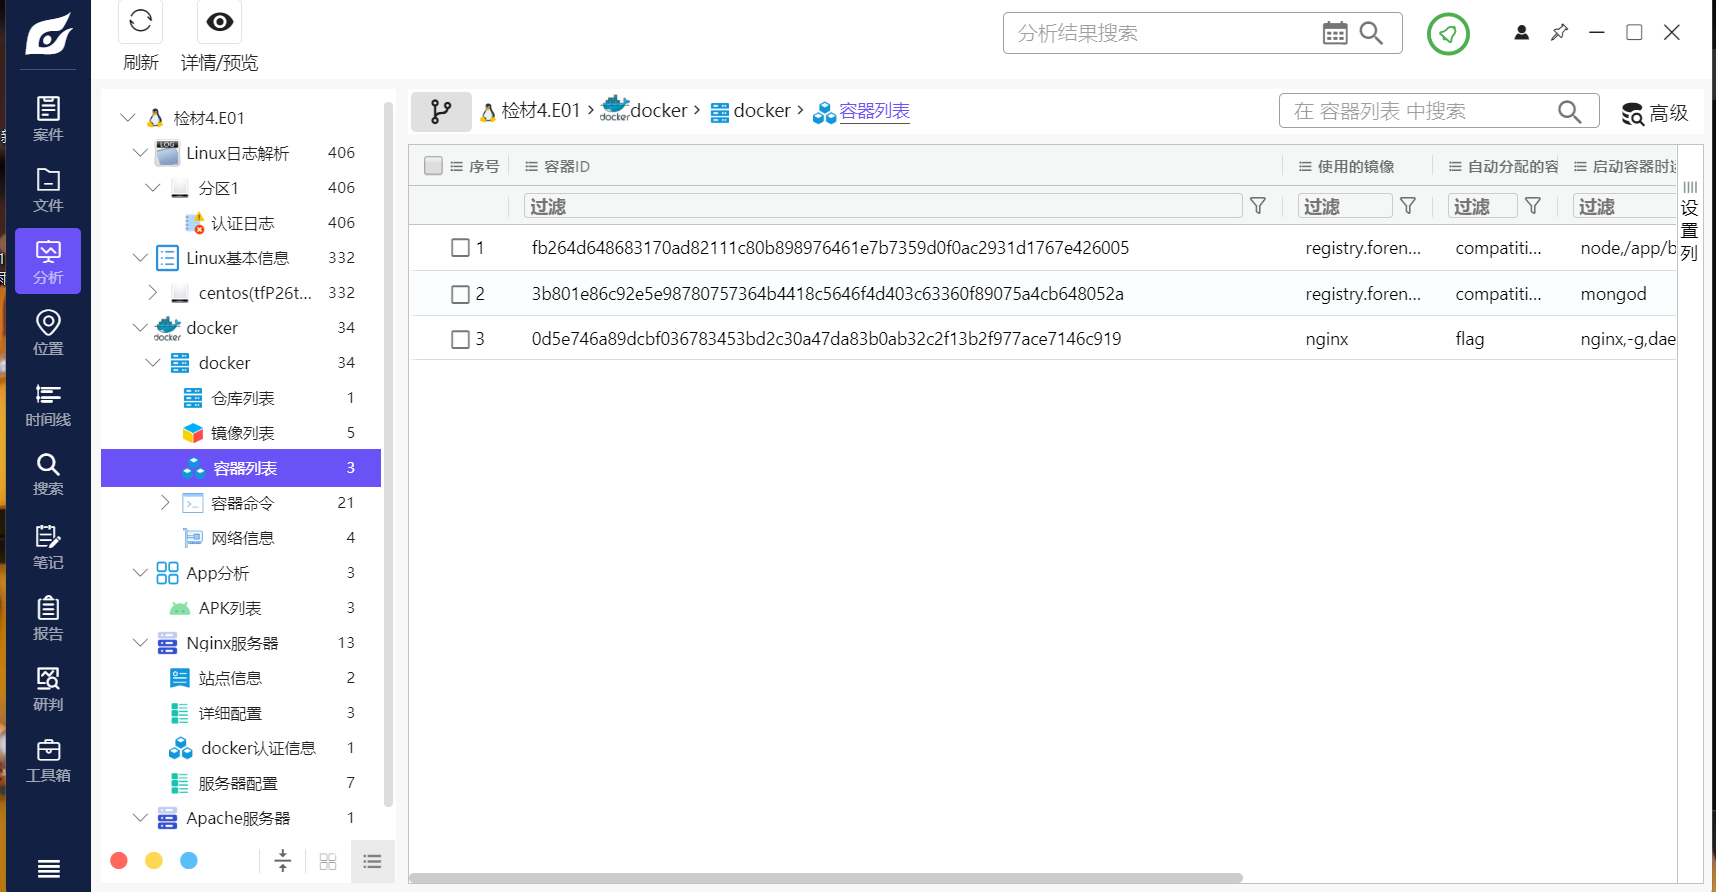 刷新
详情/预览
分析结果搜索
案件
文件
分析
位置
时间线
搜索
笔记
报告
研判
工具箱
检材4.E01
Linux日志解析 406
分区1 406
认证日志 406
Linux基本信息 332
centos(tfP26t... 332
docker 34
docker 34
仓库列表 1
镜像列表 5
容器列表 3
容器命令 21
网络信息 4
App分析 3
APK列表 3
Nginx服务器 13
站点信息 2
详细配置 3
docker认证信息 1
服务器配置 7
Apache服务器 1
检材4.E01 › docker › docker › 容器列表
在 容器列表 中搜索
高级
序号 容器ID 使用的镜像 自动分配的容 启动容器时
过滤 过滤 过滤 过滤
1 fb264d648683170ad82111c80b898976461e7b7359d0f0ac2931d1767e426005 registry.foren... compatiti... node,/app/b
2 3b801e86c92e5e98780757364b4418c5646f4d403c63360f89075a4cb648052a registry.foren... compatiti... mongod
3 0d5e746a89dcbf036783453bd2c30a47da83b0ab32c2f13b2f977ace7146c919 nginx flag nginx,-g,dae
设置列